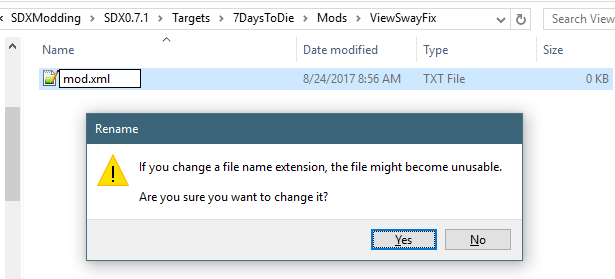 SDXModding › SDX0.7.1 › Targets › 7DaysToDie › Mods › ViewSwayFix
Search View
Name Date modified Type Size
mod.xml 8/24/2017 8:56 AM TXT File 0 KB
Rename
If you change a file name extension, the file might become unusable.
Are you sure you want to change it?
Yes No